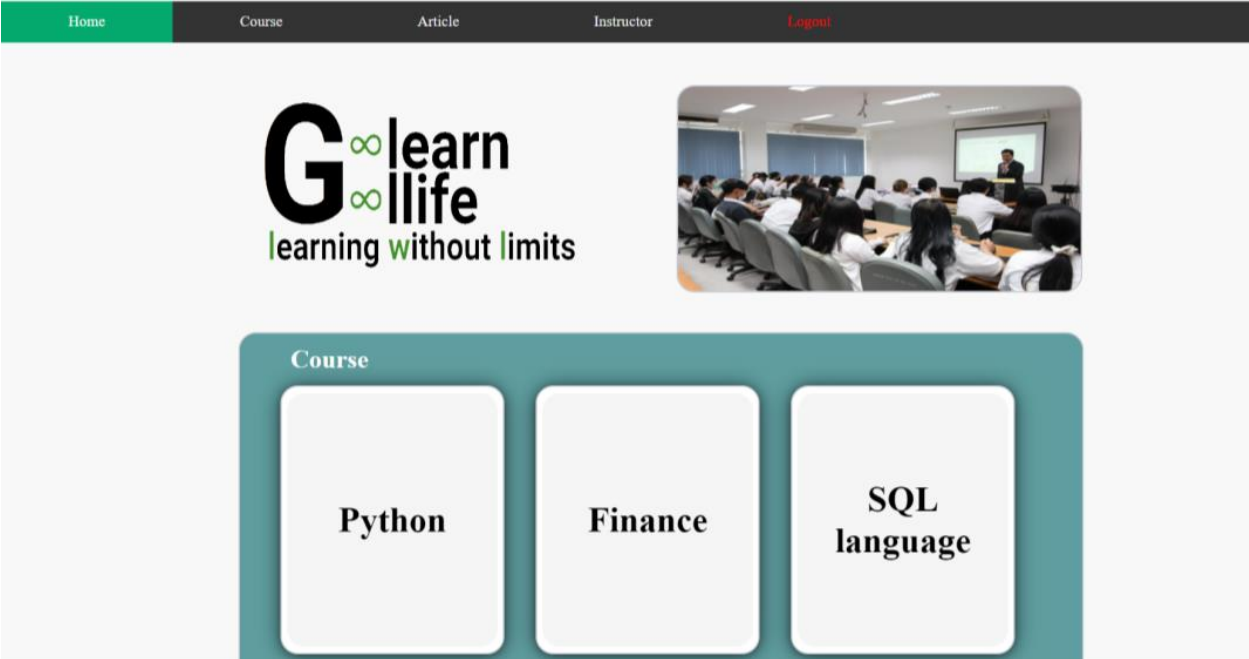 Home Course Article Instructor Logout
G∞learn
∞llife
learning without limits
Course
Python Finance SQL
language